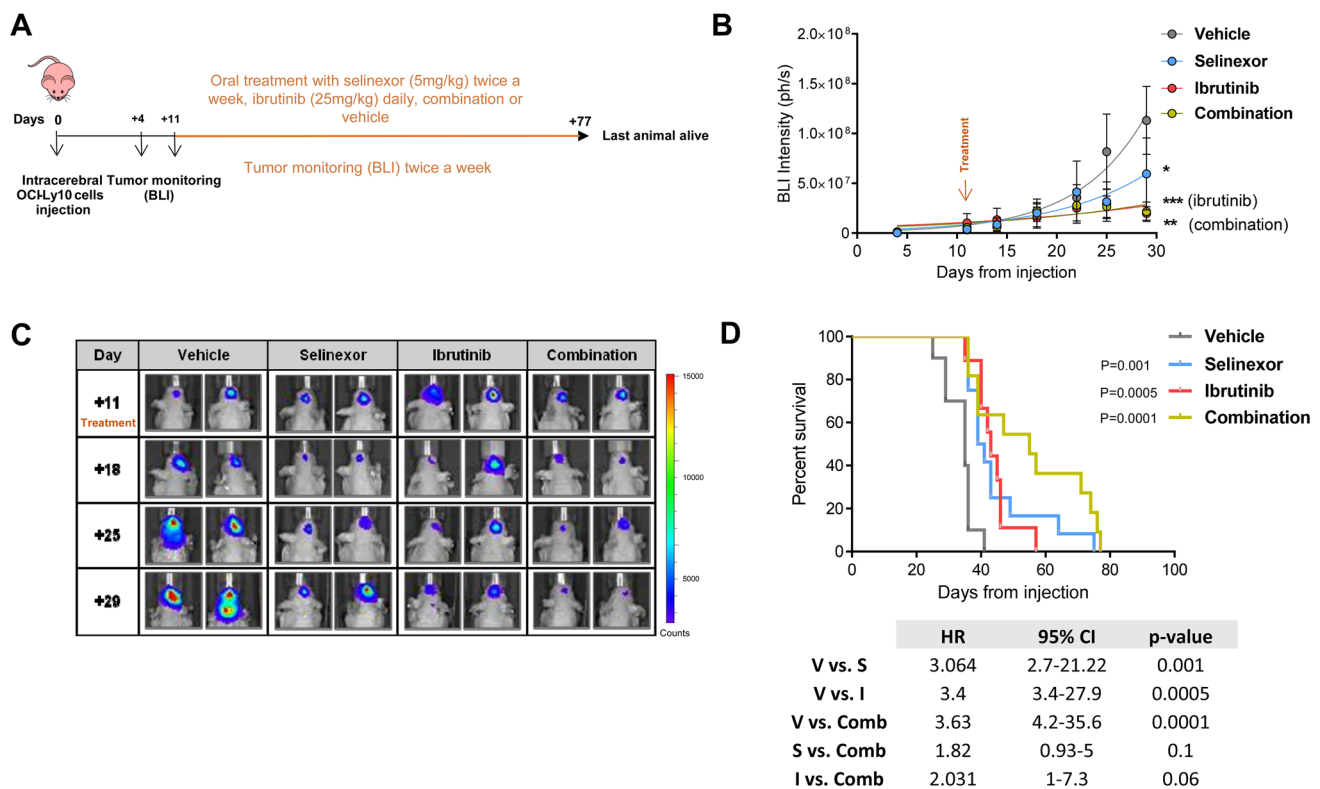 A
Oral treatment with selinexor (5mg/kg) twice a
week, ibrutinib (25mg/kg) daily, combination or
vehicle
Days 0 +4 +11 +77
Last animal alive
Tumor monitoring (BLI) twice a week
Intracerebral Tumor monitoring
OCI-Ly10 cells (BLI)
injection
B
BLI Intensity (ph/s)
2.0×10⁸
1.5×10⁸
1.0×10⁸
5.0×10⁷
0
Treatment
0 5 10 15 20 25 30
Days from injection
Vehicle
Selinexor
Ibrutinib
Combination
*
*** (ibrutinib)
** (combination)
C
Day Vehicle Selinexor Ibrutinib Combination
+11
Treatment
+18
+25
+29
15000
10000
5000
Counts
D
Percent survival
100
80
60
40
20
0
0 20 40 60 80 100
Days from injection
Vehicle
P=0.001 Selinexor
P=0.0005 Ibrutinib
P=0.0001 Combination
HR 95% CI p-value
V vs. S 3.064 2.7-21.22 0.001
V vs. I 3.4 3.4-27.9 0.0005
V vs. Comb 3.63 4.2-35.6 0.0001
S vs. Comb 1.82 0.93-5 0.1
I vs. Comb 2.031 1-7.3 0.06